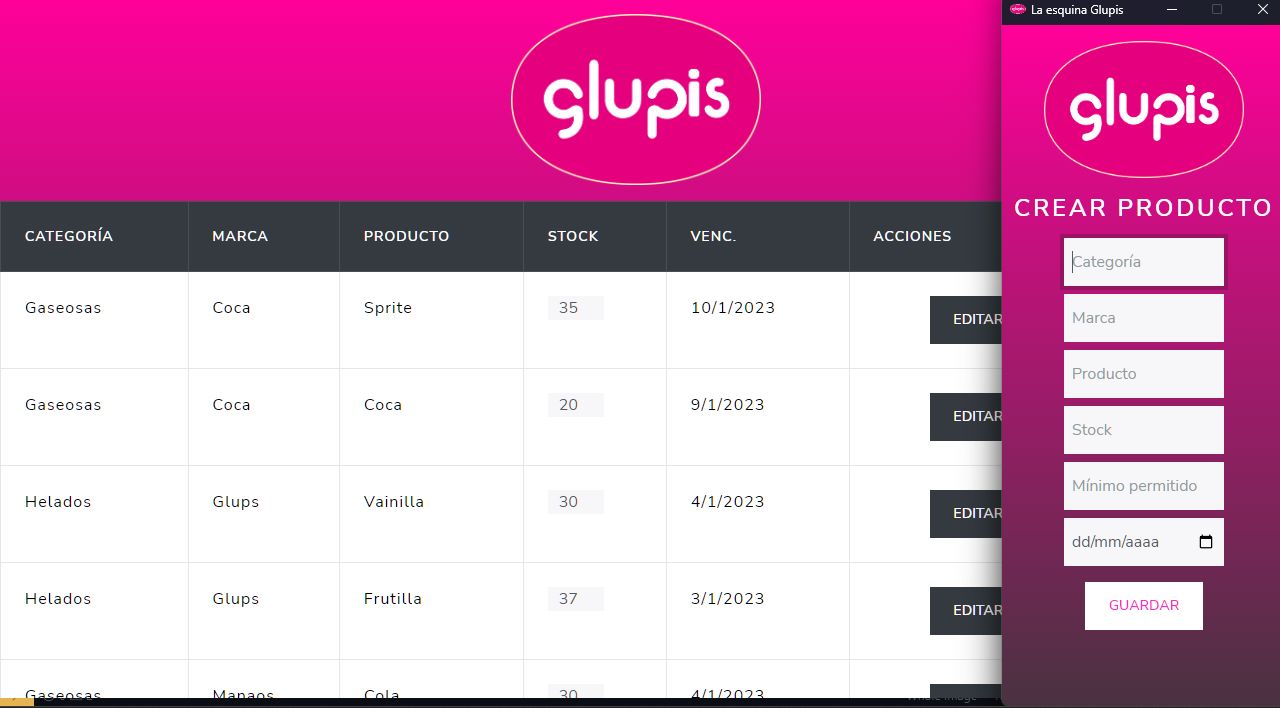 glupis
CATEGORÍA MARCA PRODUCTO STOCK VENC. ACCIONES
Gaseosas Coca Sprite 35 10/1/2023 EDITAR
Gaseosas Coca Coca 20 9/1/2023 EDITAR
Helados Glups Vainilla 30 4/1/2023 EDITAR
Helados Glups Frutilla 37 3/1/2023 EDITAR
Gaseosas Manaos Cola 30 4/1/2023
La esquina Glupis
glupis
CREAR PRODUCTO
Categoría
Marca
Producto
Stock
Mínimo permitido
dd/mm/aaaa
GUARDAR